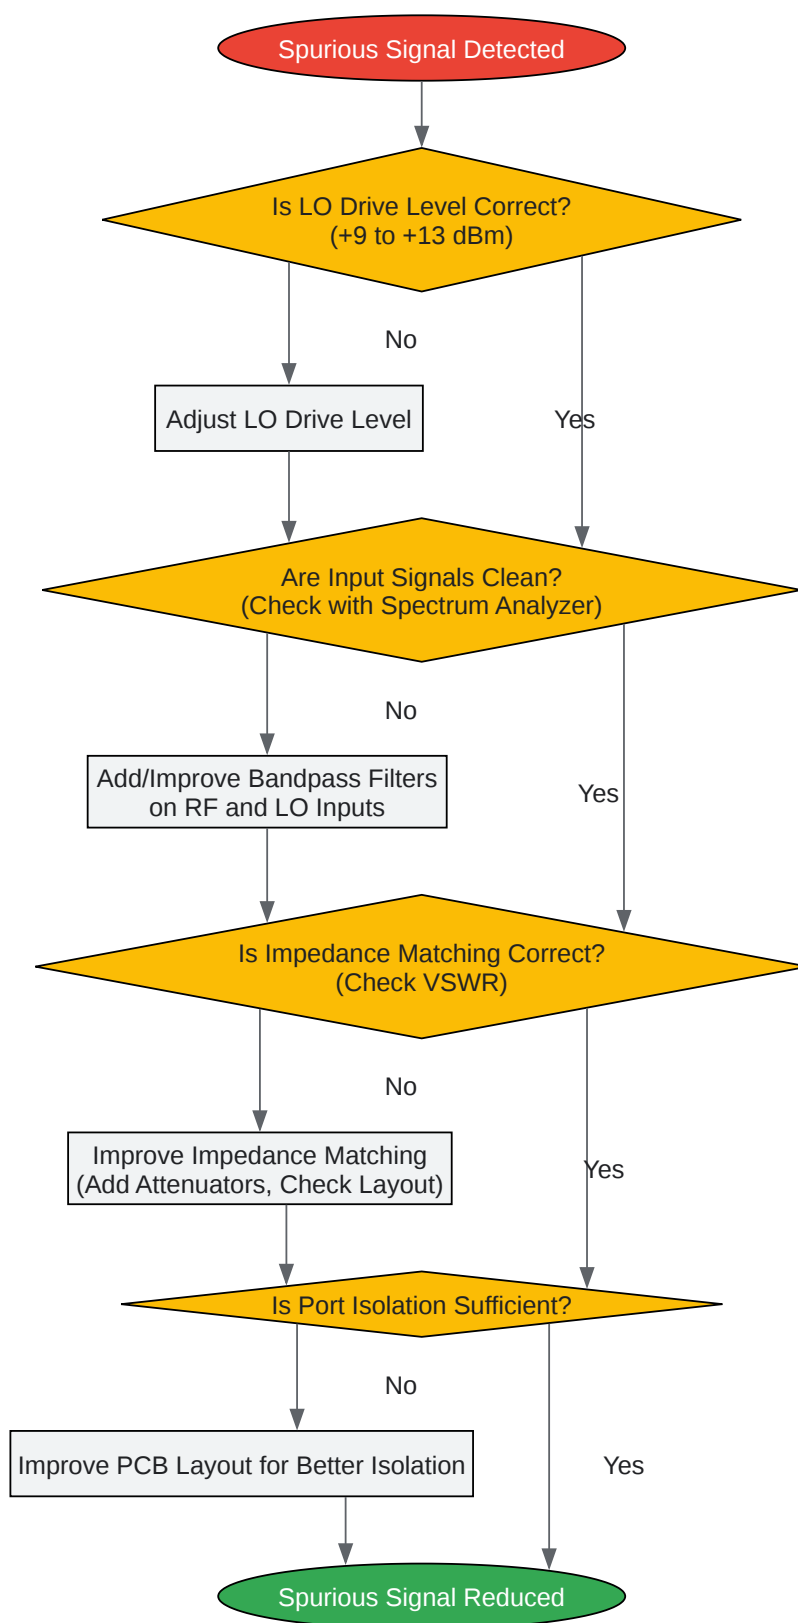 Spurious Signal Detected
Is LO Drive Level Correct?
(+9 to +13 dBm)
No
Adjust LO Drive Level
Yes
Are Input Signals Clean?
(Check with Spectrum Analyzer)
No
Add/Improve Bandpass Filters
on RF and LO Inputs
Yes
Is Impedance Matching Correct?
(Check VSWR)
No
Improve Impedance Matching
(Add Attenuators, Check Layout)
Yes
Is Port Isolation Sufficient?
No
Improve PCB Layout for Better Isolation
Yes
Spurious Signal Reduced